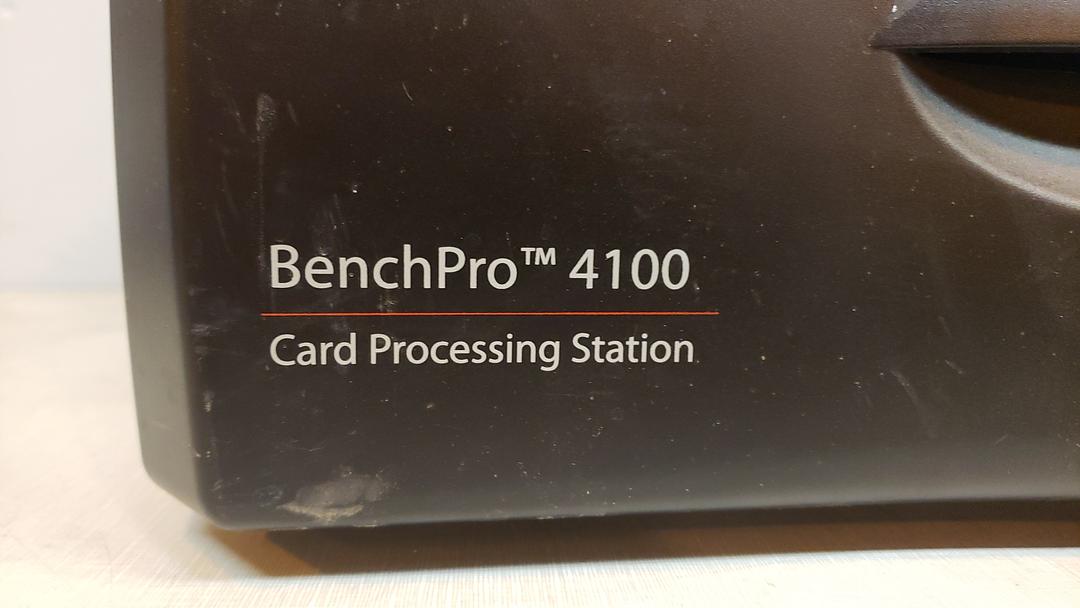 BenchPro™ 4100
Card Processing Station